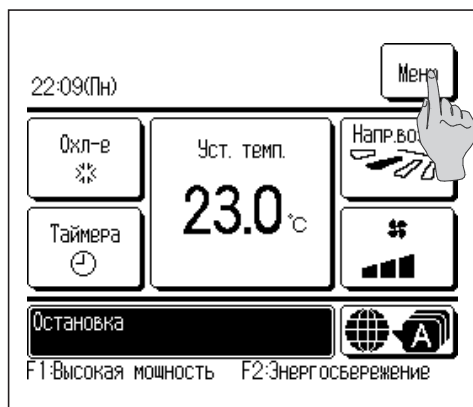 22:09(Пн)
Охл-е
Уст. темп.
23.0 °C
Таймера
Остановка
A
F1:Высокая мощность F2:Энергосбережение